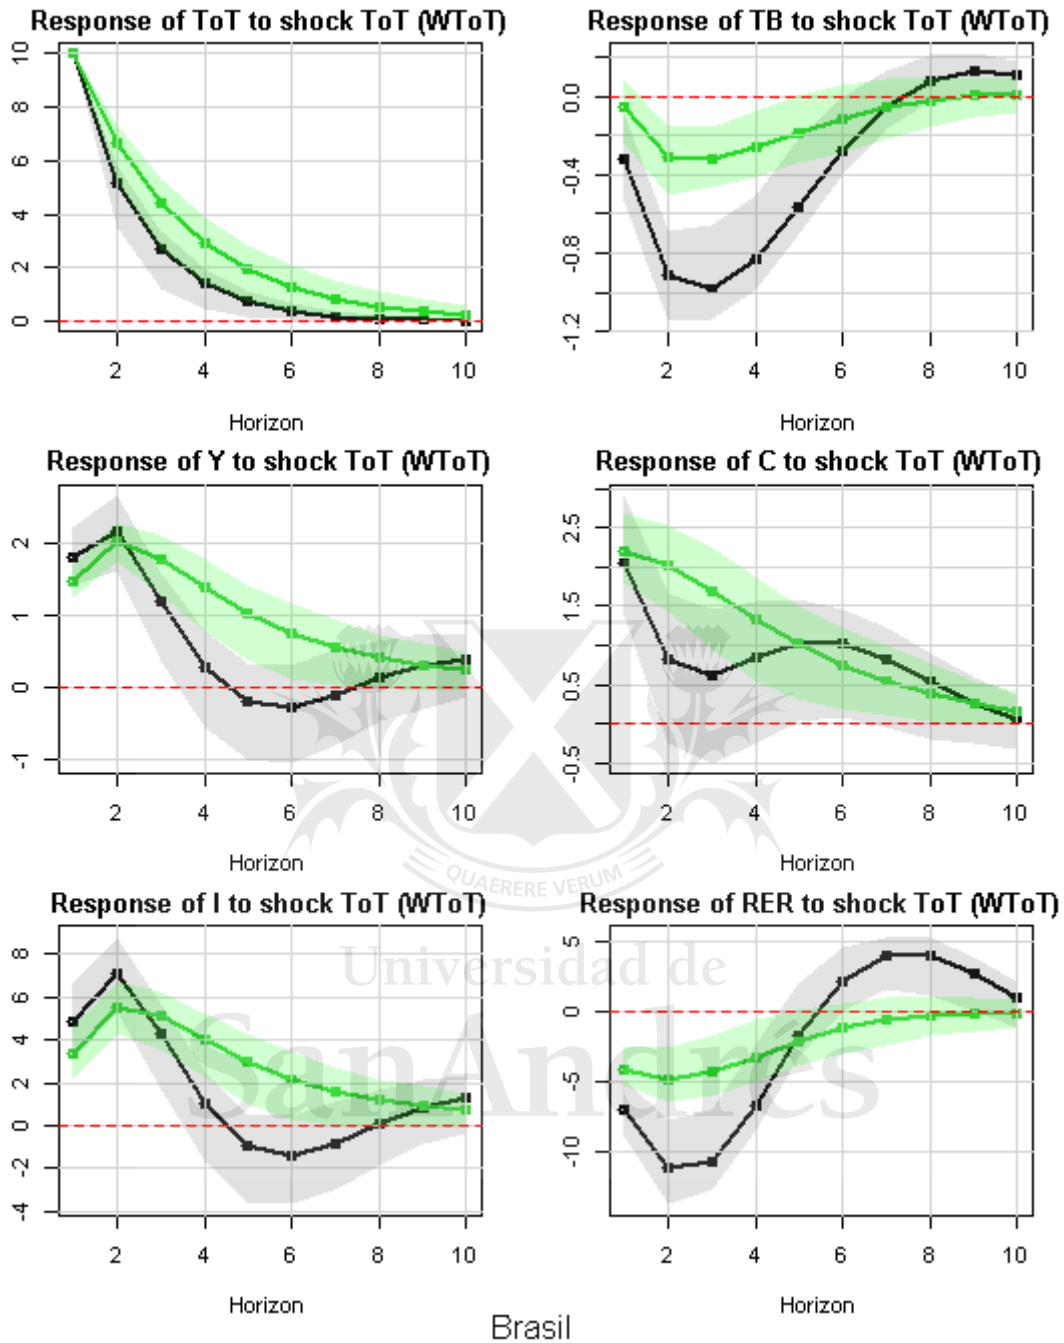 Response of ToT to shock ToT (WToT)
10
8
6
4
2
0
2 4 6 8 10
Horizon
Response of TB to shock ToT (WToT)
0.0
-0.4
-0.8
-1.2
2 4 6 8 10
Horizon
Response of Y to shock ToT (WToT)
2
1
0
-1
2 4 6 8 10
Horizon
Response of C to shock ToT (WToT)
2.5
1.5
0.5
-0.5
2 4 6 8 10
Horizon
QUAERERE VERUM
Response of I to shock ToT (WToT)
8
6
4
2
0
-2
-4
2 4 6 8 10
Horizon
Response of RER to shock ToT (WToT)
5
0
-5
-10
2 4 6 8 10
Horizon
Universidad de
SanAndres
Brasil